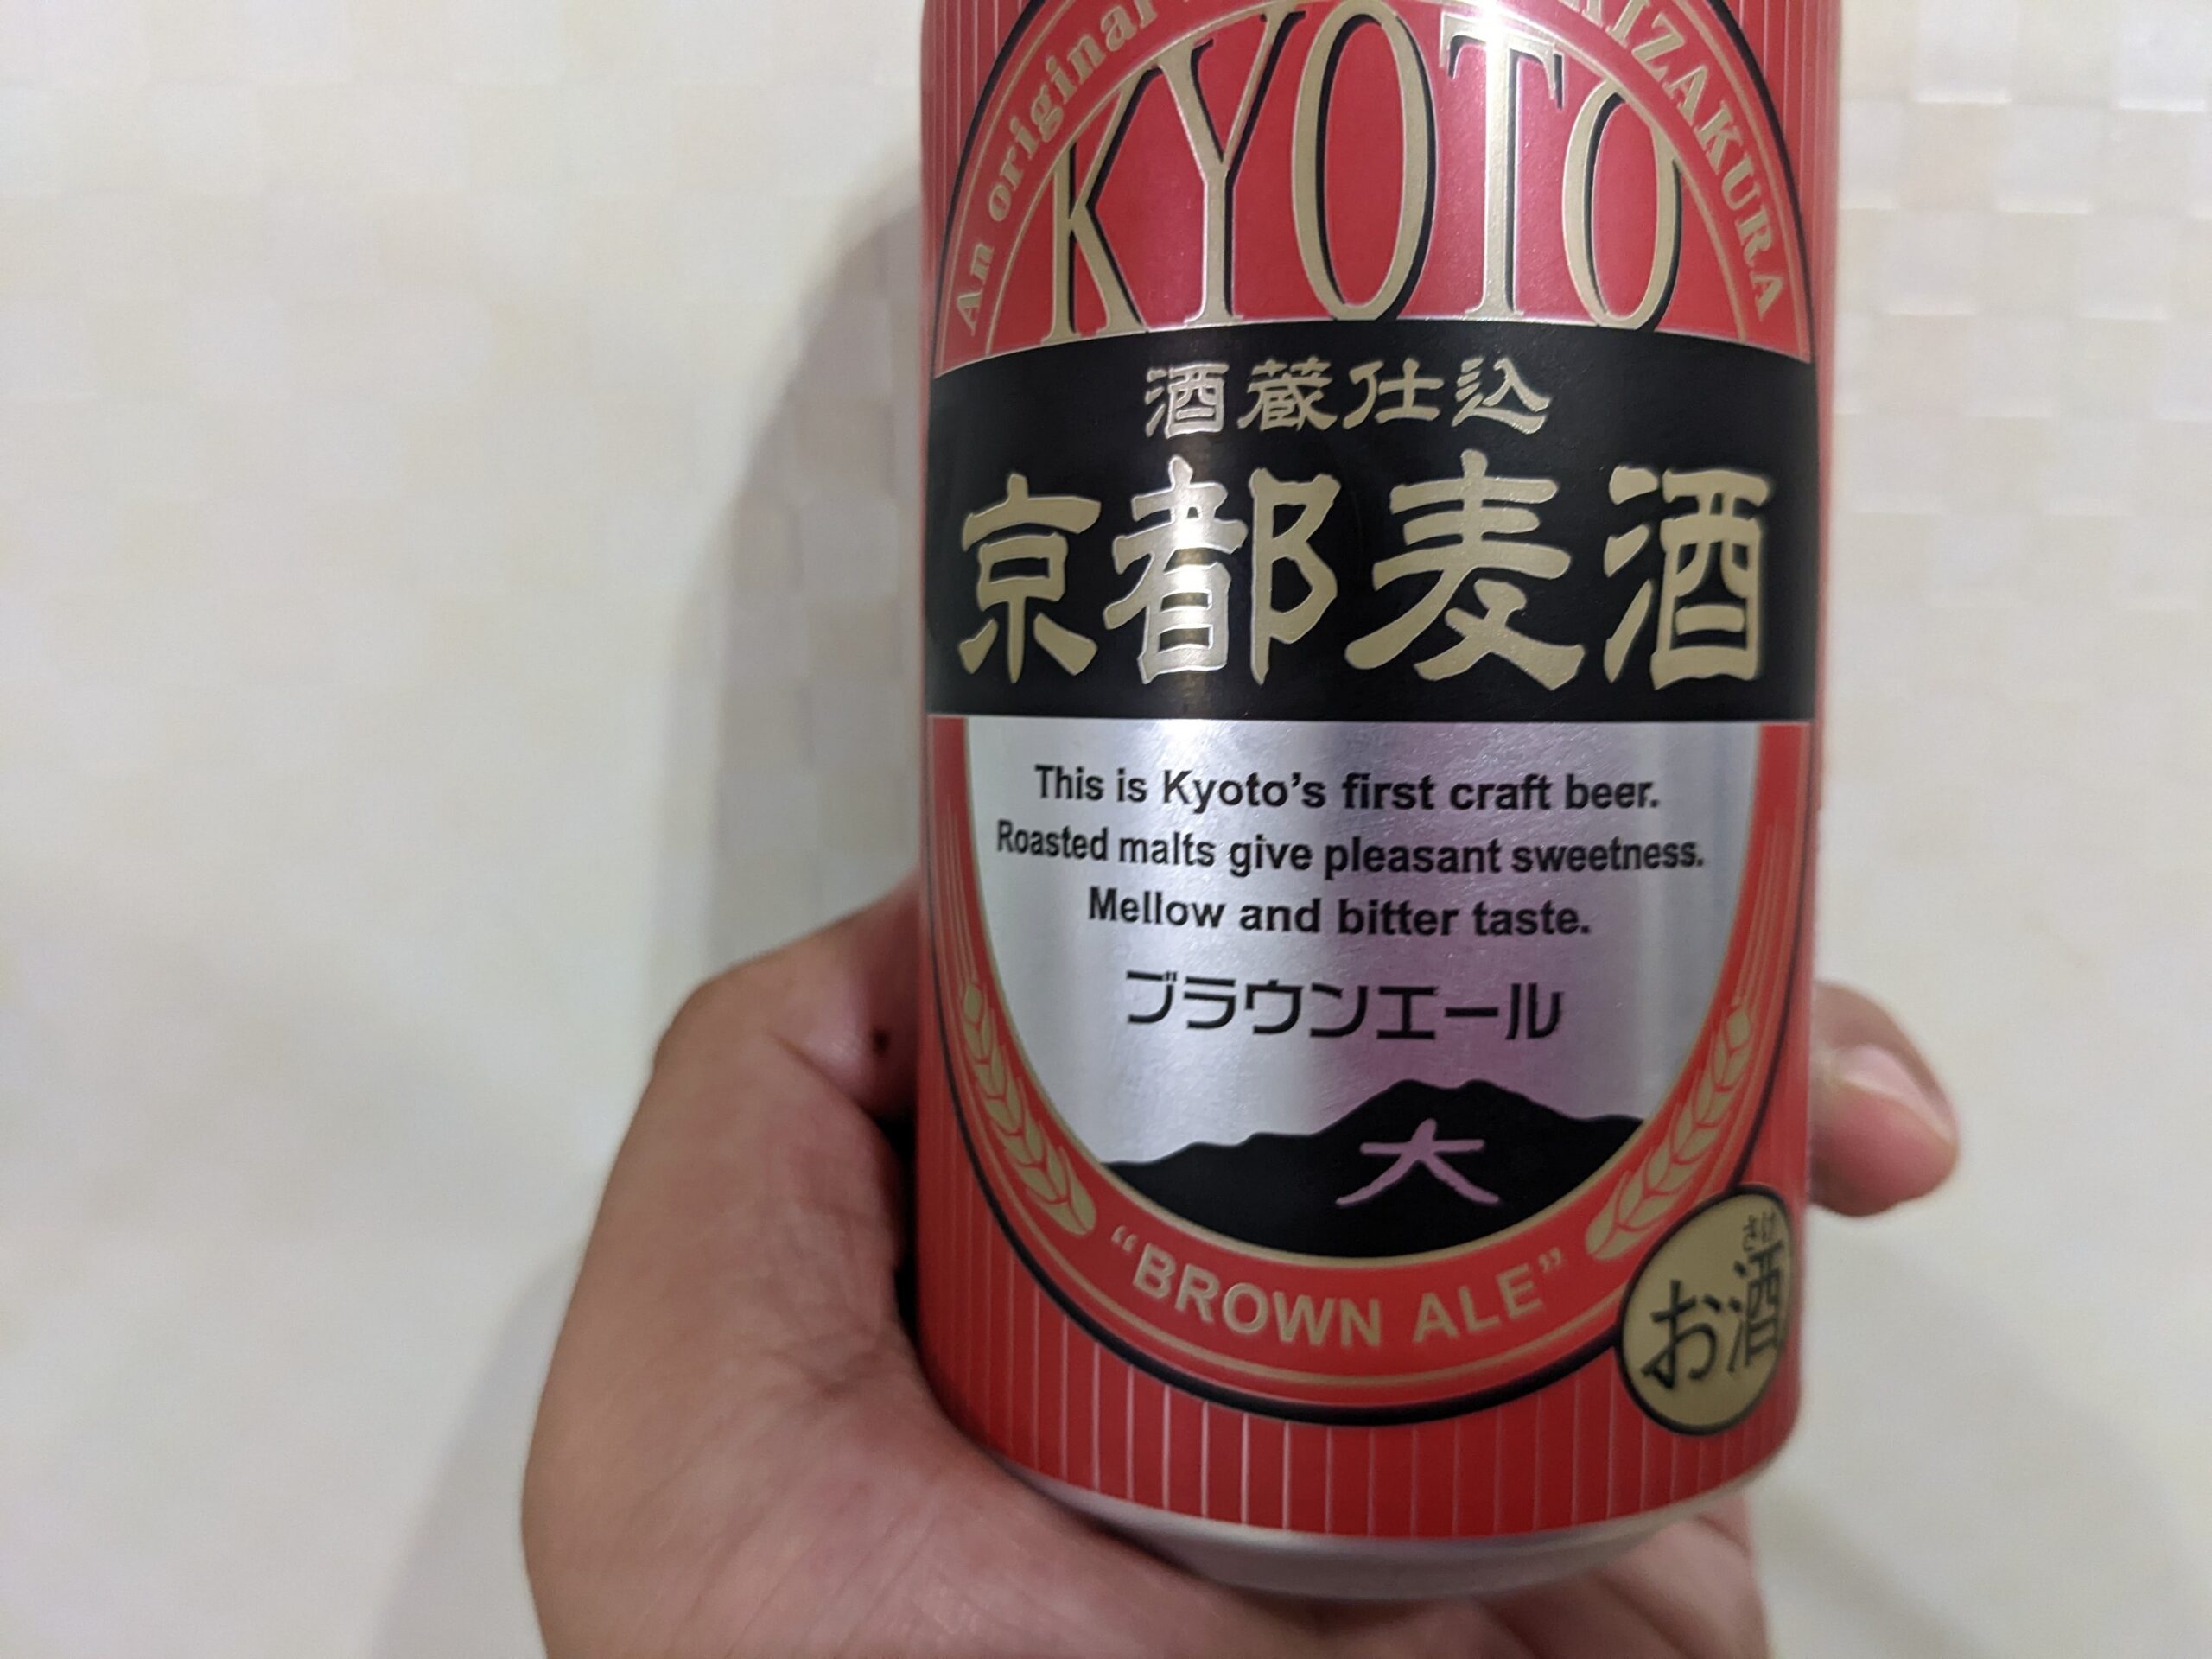 An original
IZAKURA
KYOTO
酒蔵仕込
京都麦酒
This is Kyoto's first craft beer.
Roasted malts give pleasant sweetness.
Mellow and bitter taste.
ブラウンエール
大
"BROWN ALE"
さけ
お酒